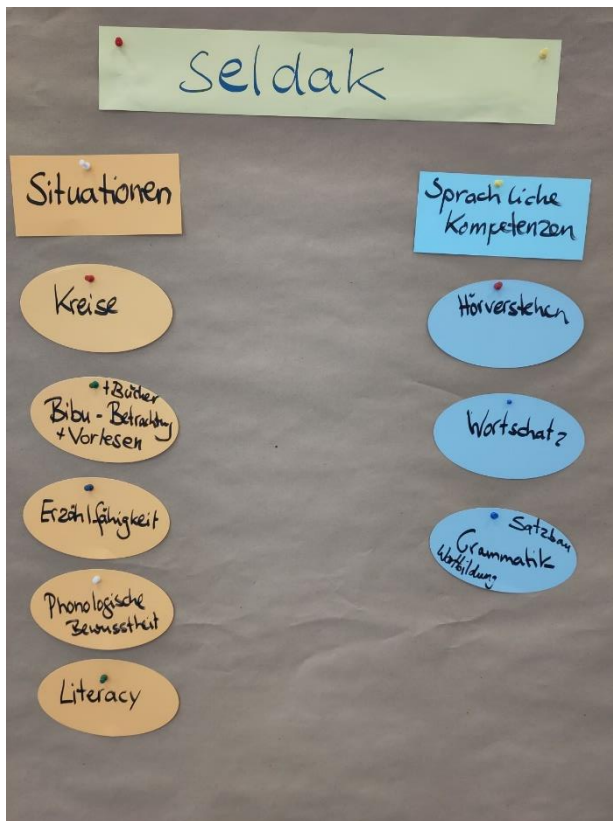 Seldak
Situationen
Kreise
+ Bücher
Bibu - Betrachtung
+ Vorlesen
Erzählfähigkeit
Phonologische
Bewusstheit
Literacy
Sprachliche
Kompetenzen
Hörverstehen
Wortschatz
Satzbau
Grammatik
Wortbildung